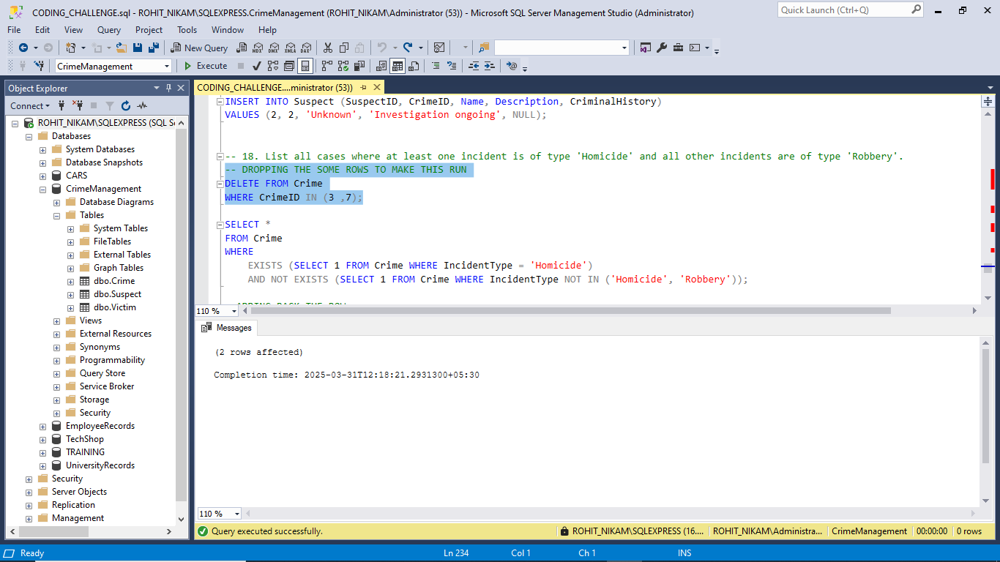 CODING_CHALLENGE.sql - ROHIT_NIKAM\SQLEXPRESS.CrimeManagement (ROHIT_NIKAM\Administrator (53)) - Microsoft SQL Server Management Studio (Administrator)
Quick Launch (Ctrl+Q)
File Edit View Query Project Tools Window Help
New Query MDX DMX XMLA DAX
CrimeManagement Execute
Object Explorer
Connect
ROHIT_NIKAM\SQLEXPRESS (SQL S
Databases
System Databases
Database Snapshots
CARS
CrimeManagement
Database Diagrams
Tables
System Tables
FileTables
External Tables
Graph Tables
dbo.Crime
dbo.Suspect
dbo.Victim
Views
External Resources
Synonyms
Programmability
Query Store
Service Broker
Storage
Security
EmployeeRecords
TechShop
TRAINING
UniversityRecords
Security
Server Objects
Replication
Management
CODING_CHALLENGE....ministrator (53))
INSERT INTO Suspect (SuspectID, CrimeID, Name, Description, CriminalHistory)
VALUES (2, 2, 'Unknown', 'Investigation ongoing', NULL);
-- 18. List all cases where at least one incident is of type 'Homicide' and all other incidents are of type 'Robbery'.
-- DROPPING THE SOME ROWS TO MAKE THIS RUN
DELETE FROM Crime
WHERE CrimeID IN (3 ,7);
SELECT *
FROM Crime
WHERE
EXISTS (SELECT 1 FROM Crime WHERE IncidentType = 'Homicide')
AND NOT EXISTS (SELECT 1 FROM Crime WHERE IncidentType NOT IN ('Homicide', 'Robbery'));
110 %
Messages
(2 rows affected)
Completion time: 2025-03-31T12:18:21.2931300+05:30
110 %
Query executed successfully. ROHIT_NIKAM\SQLEXPRESS (16.... ROHIT_NIKAM\Administra... CrimeManagement 00:00:00 0 rows
Ready Ln 234 Col 1 Ch 1 INS